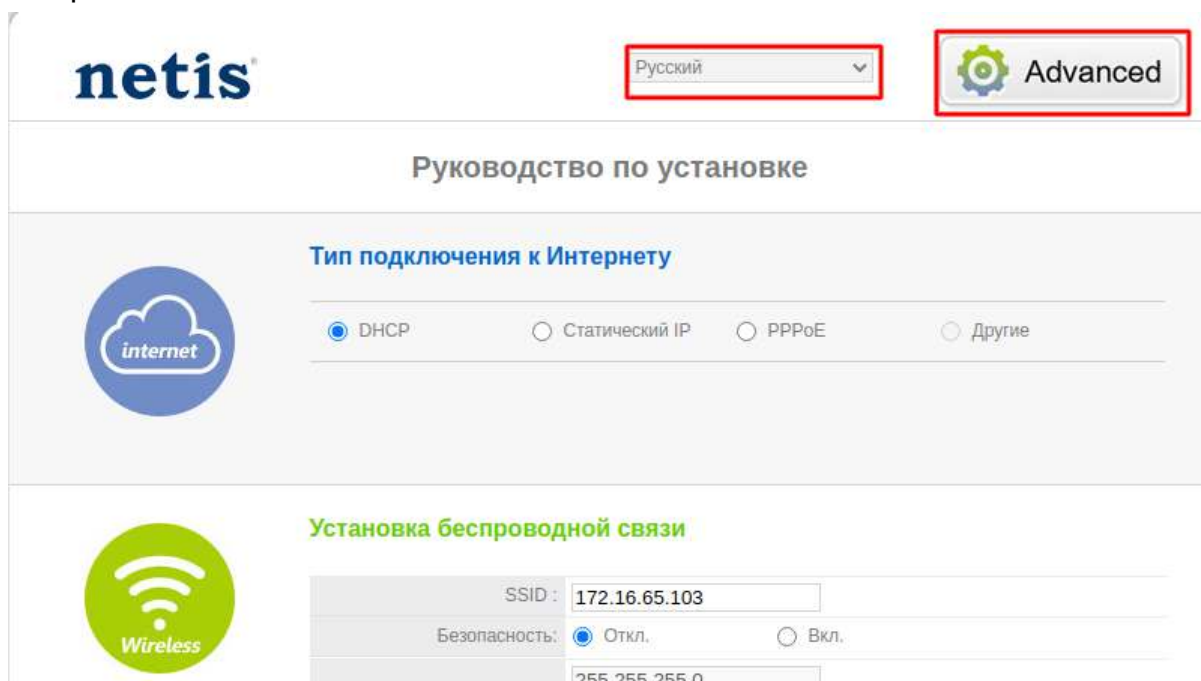 netis
Русский
Advanced
Руководство по установке
Тип подключения к Интернету
internet
DHCP
Статический IP
PPPoE
Другие
Установка беспроводной связи
Wireless
SSID :
172.16.65.103
Безопасность:
Откл.
Вкл.
255.255.255.0